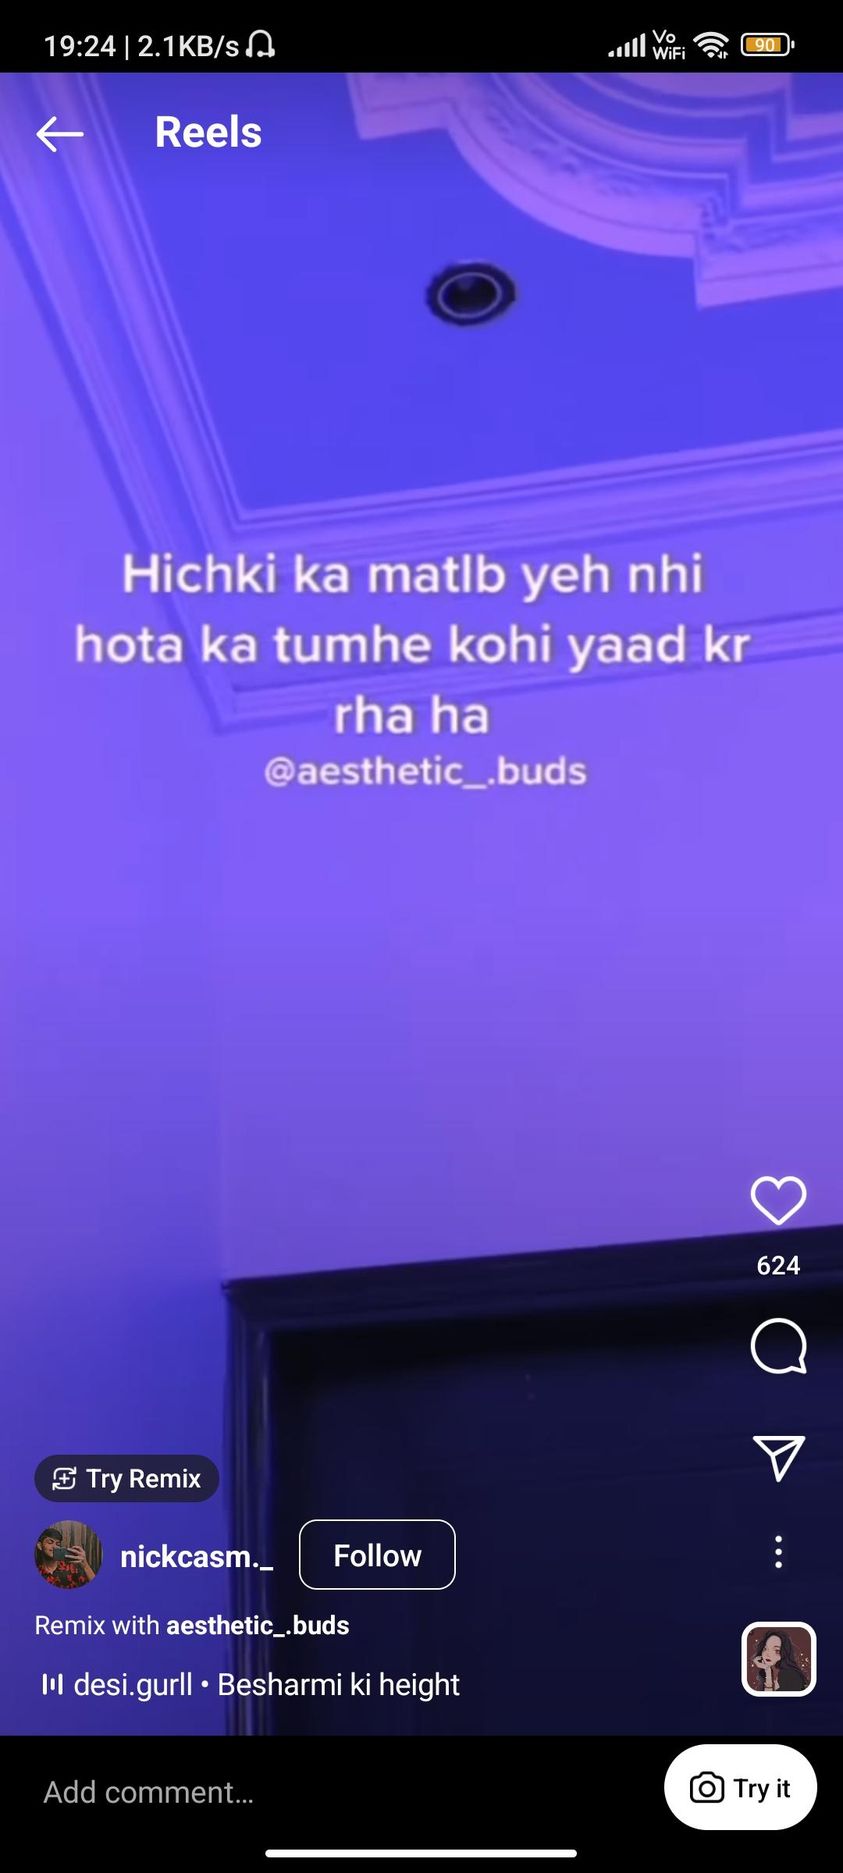 19:24 | 2.1KB/s
Vo
WiFi
90
Reels
Hichki ka matlb yeh nhi
hota ka tumhe kohi yaad kr
rha ha
@aesthetic_.buds
624
Try Remix
nickcasm._ Follow
Remix with aesthetic_.buds
desi.gurll • Besharmi ki height
Add comment...
Try it